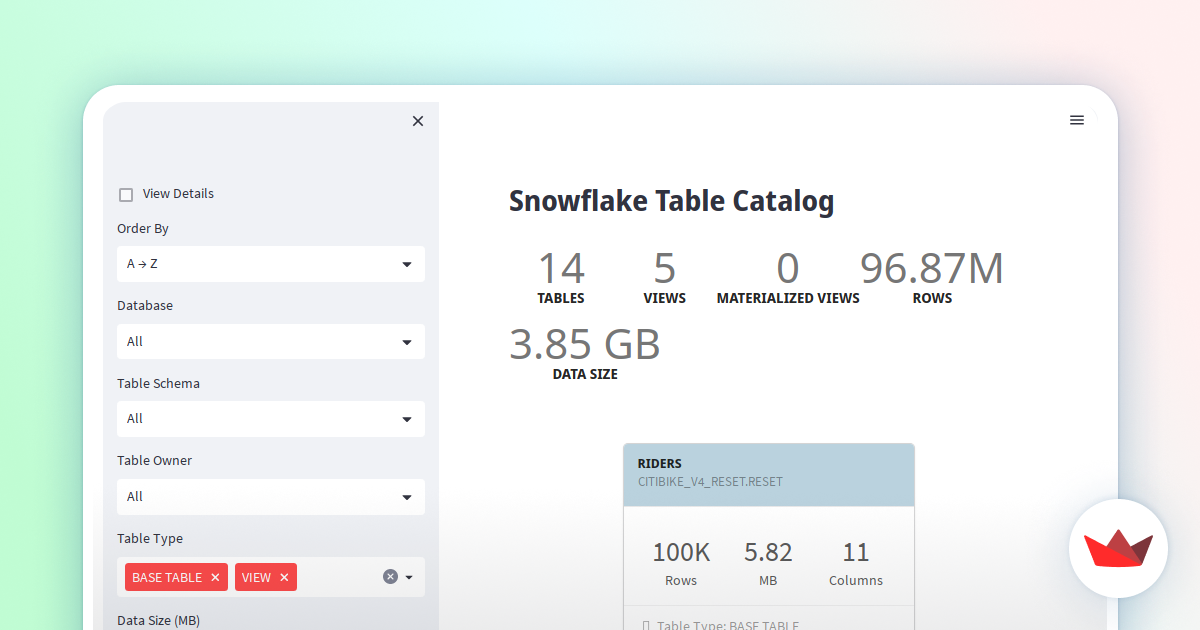 View Details
Order By
A → Z
Database
All
Table Schema
All
Table Owner
All
Table Type
BASE TABLE VIEW
Data Size (MB)
Snowflake Table Catalog
14 5 0 96.87M
TABLES VIEWS MATERIALIZED VIEWS ROWS
3.85 GB
DATA SIZE
RIDERS
CITIBIKE_V4_RESET.RESET
100K 5.82 11
Rows MB Columns
Table Type: BASE TABLE